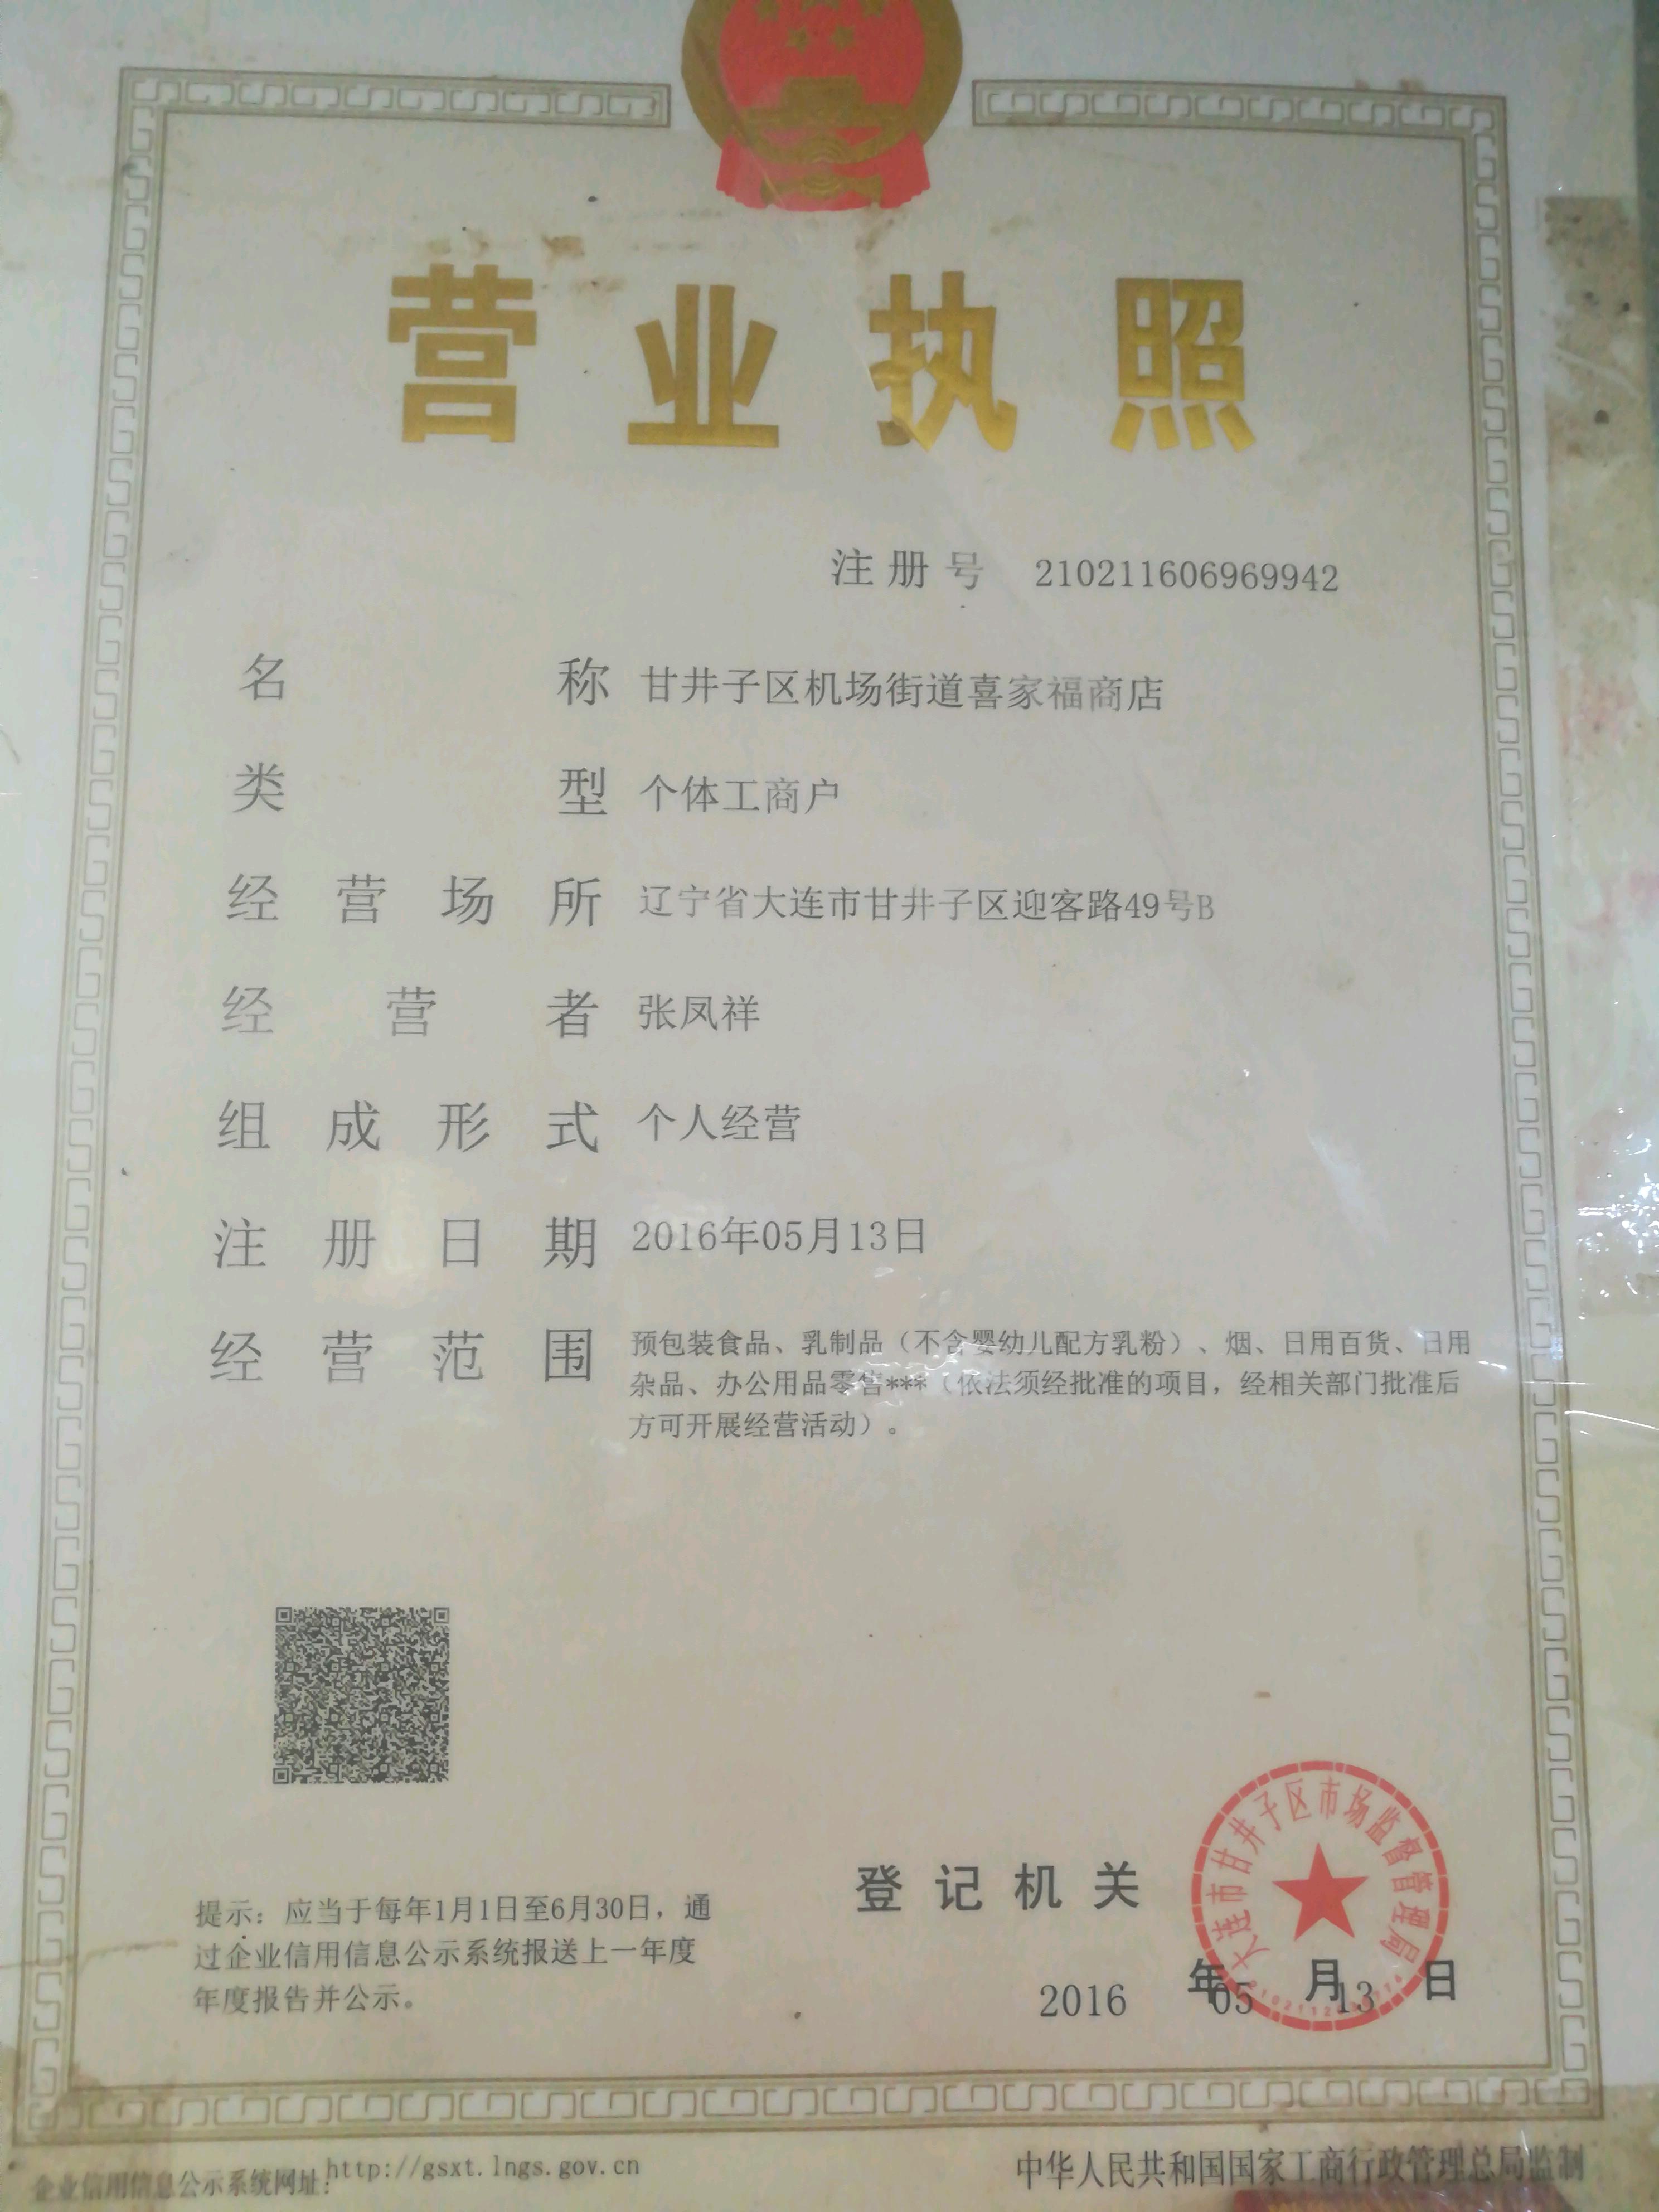 营业执照
注册号 210211606969942
名称 甘井子区机场街道喜家福商店
类型 个体工商户
经营场所 辽宁省大连市甘井子区迎客路49号B
经营者 张凤祥
组成形式 个人经营
注册日期 2016年05月13日
经营范围 预包装食品、乳制品（不含婴幼儿配方乳粉）、烟、日用百货、日用
杂品、办公用品零售***（依法须经批准的项目，经相关部门批准后
方可开展经营活动）。
大连市甘井子区市场监督管理局
登记机关
提示：应当于每年1月1日至6月30日，通
过企业信用信息公示系统报送上一年度
年度报告并公示。
2016年05月13日
企业信用信息公示系统网址：http://gsxt.lngs.gov.cn
中华人民共和国国家工商行政管理总局监制